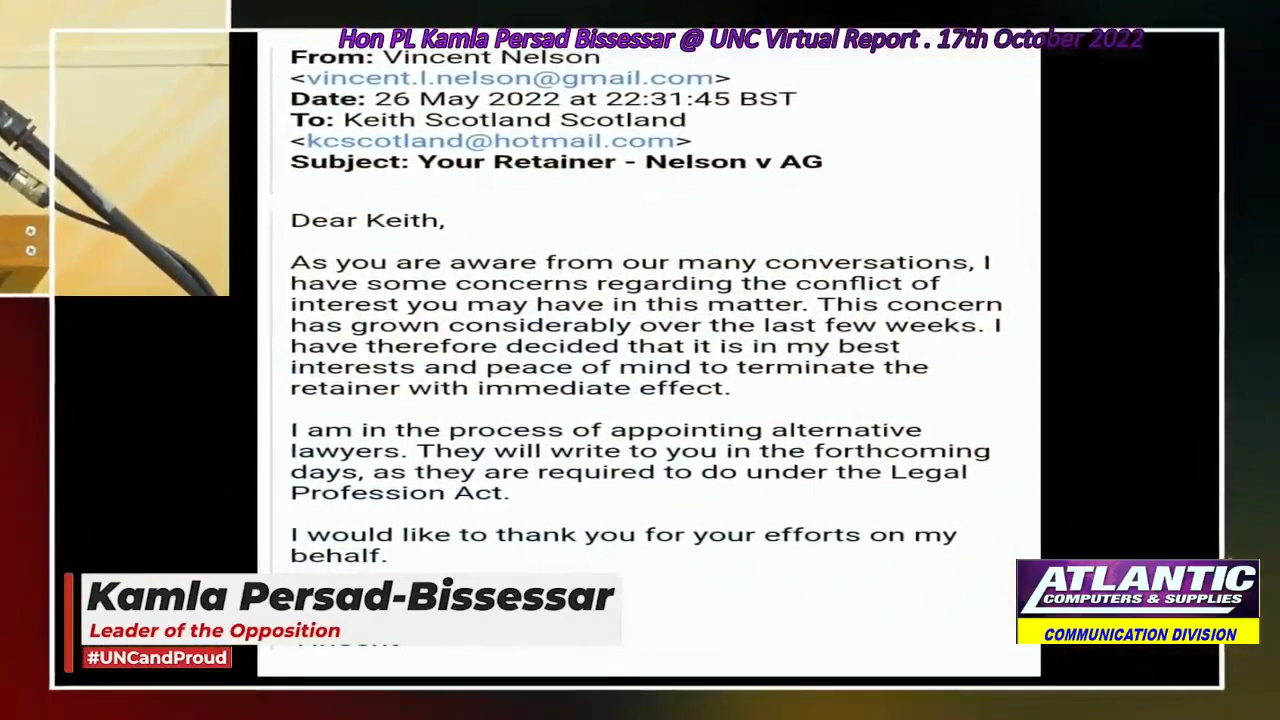 Hon PL Kamla Persad Bissessar @ UNC Virtual Report . 17th October 2022
From: Vincent Nelson
<vincent.l.nelson@gmail.com>
Date: 26 May 2022 at 22:31:45 BST
To: Keith Scotland Scotland
<kcscotland@hotmail.com>
Subject: Your Retainer - Nelson v AG
Dear Keith,
As you are aware from our many conversations, I
have some concerns regarding the conflict of
interest you may have in this matter. This concern
has grown considerably over the last few weeks. I
have therefore decided that it is in my best
interests and peace of mind to terminate the
retainer with immediate effect.
I am in the process of appointing alternative
lawyers. They will write to you in the forthcoming
days, as they are required to do under the Legal
Profession Act.
I would like to thank you for your efforts on my
behalf.
Kamla Persad-Bissessar
Leader of the Opposition
#UNCandProud
ATLANTIC
COMPUTERS & SUPPLIES
COMMUNICATION DIVISION